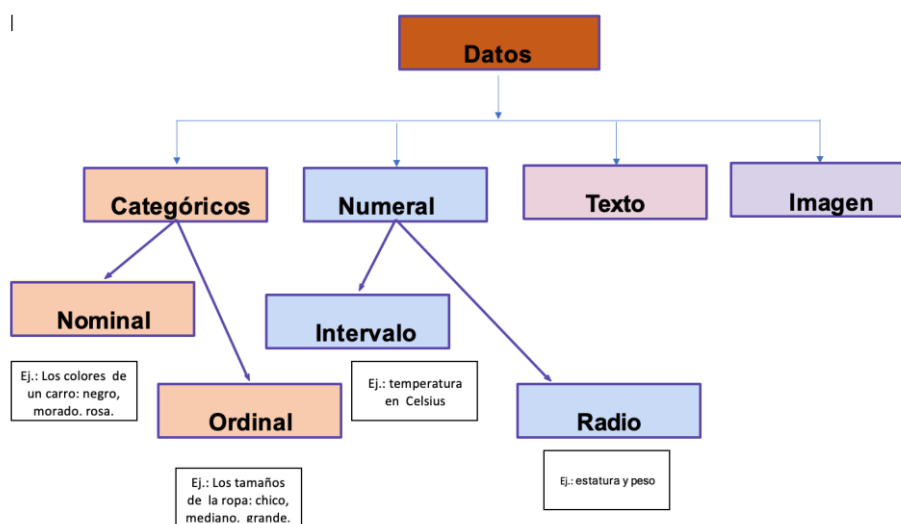 Datos
Categóricos
Numeral
Texto
Imagen
Nominal
Intervalo
Ej.: Los colores de
un carro: negro,
morado. rosa.
Ej.: temperatura
en Celsius
Ordinal
Radio
Ej.: Los tamaños
de la ropa: chico,
mediano. grande.
Ej.: estatura y peso